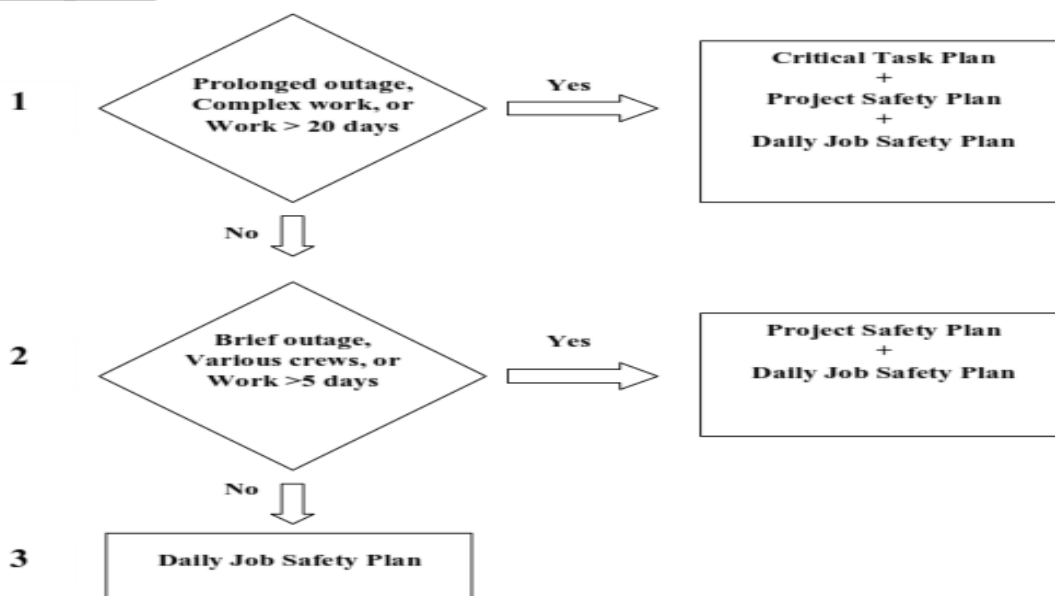 1
Prolonged outage,
Complex work, or
Work > 20 days
Yes
Critical Task Plan
+
Project Safety Plan
+
Daily Job Safety Plan
No
2
Brief outage,
Various crews, or
Work >5 days
Yes
Project Safety Plan
+
Daily Job Safety Plan
No
3
Daily Job Safety Plan